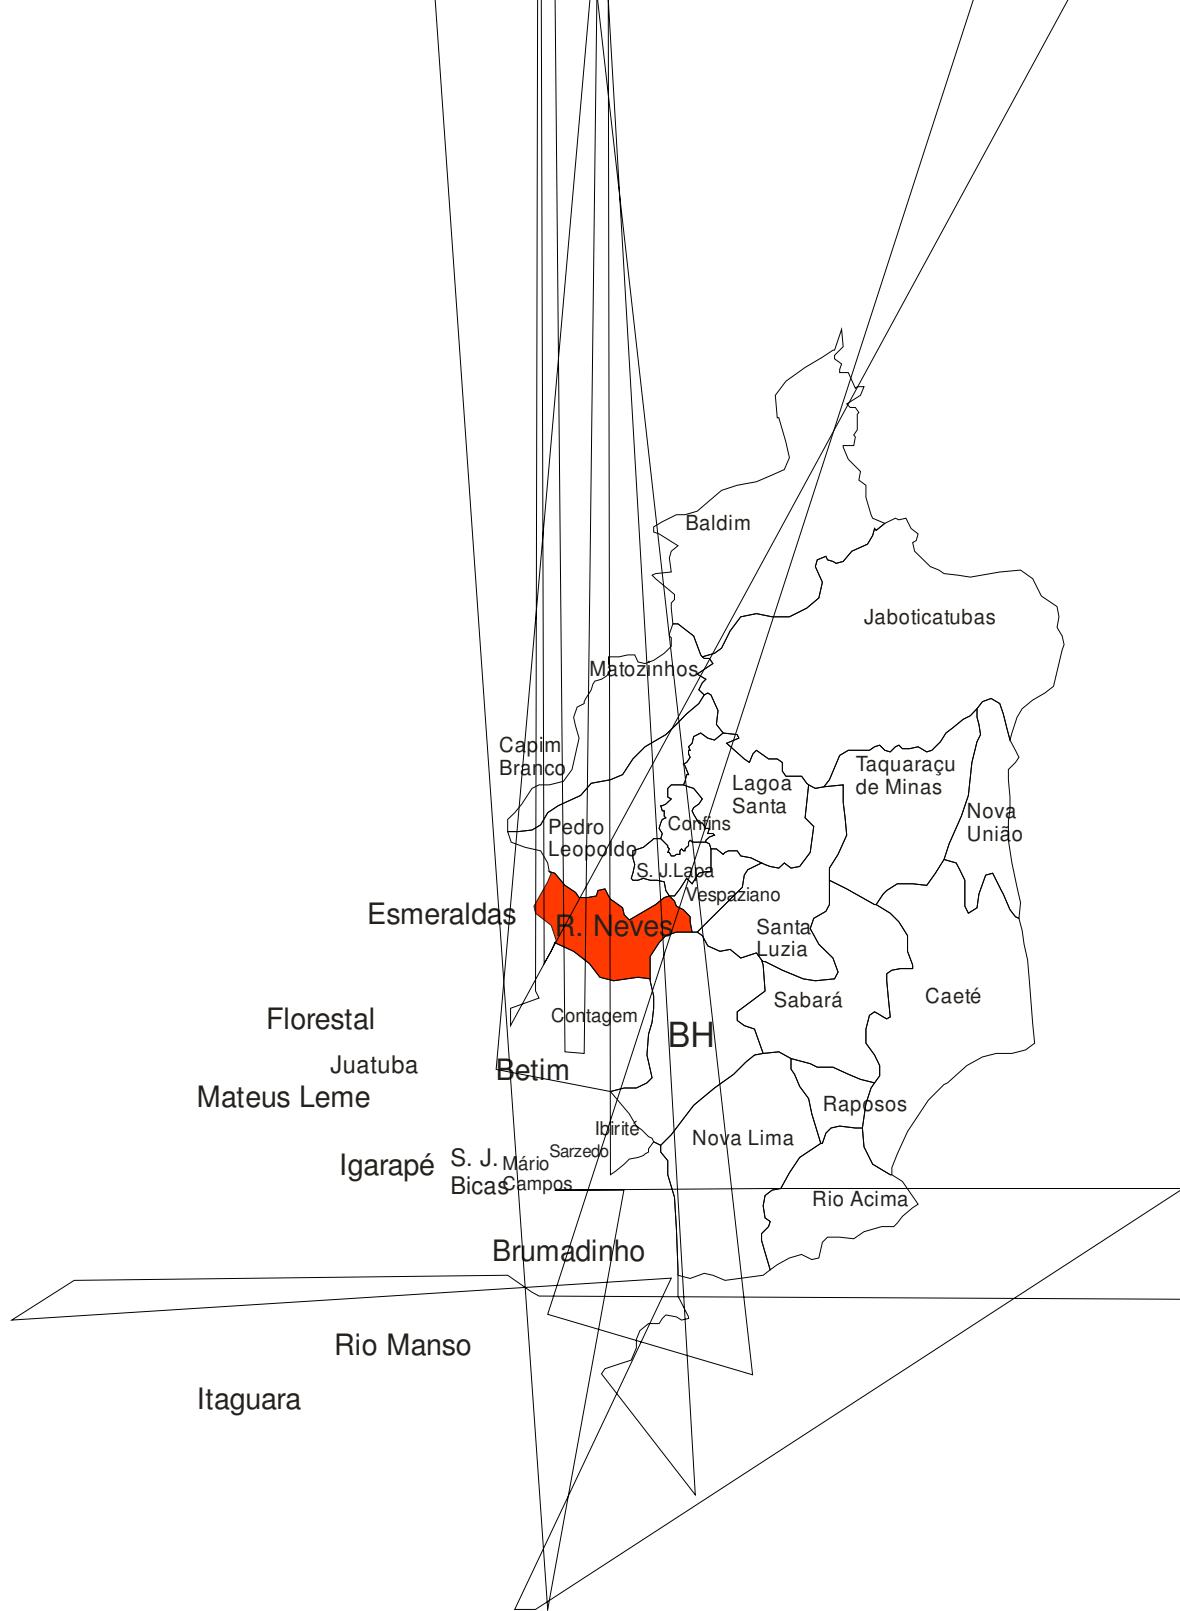 Baldim
Jaboticatubas
Matozinhos
Capim
Branco
Taquaraçu
de Minas
Lagoa
Santa
Nova
União
Confins
Pedro
Leopoldo
S. J.Lapa
Vespaziano
Esmeraldas
R. Neves
Santa
Luzia
Sabará
Caeté
Florestal
Contagem
BH
Juatuba
Betim
Mateus Leme
Raposos
Ibirité
Nova Lima
Sarzedo
Igarapé
S. J.
Bicas
Mário
Campos
Rio Acima
Brumadinho
Rio Manso
Itaguara